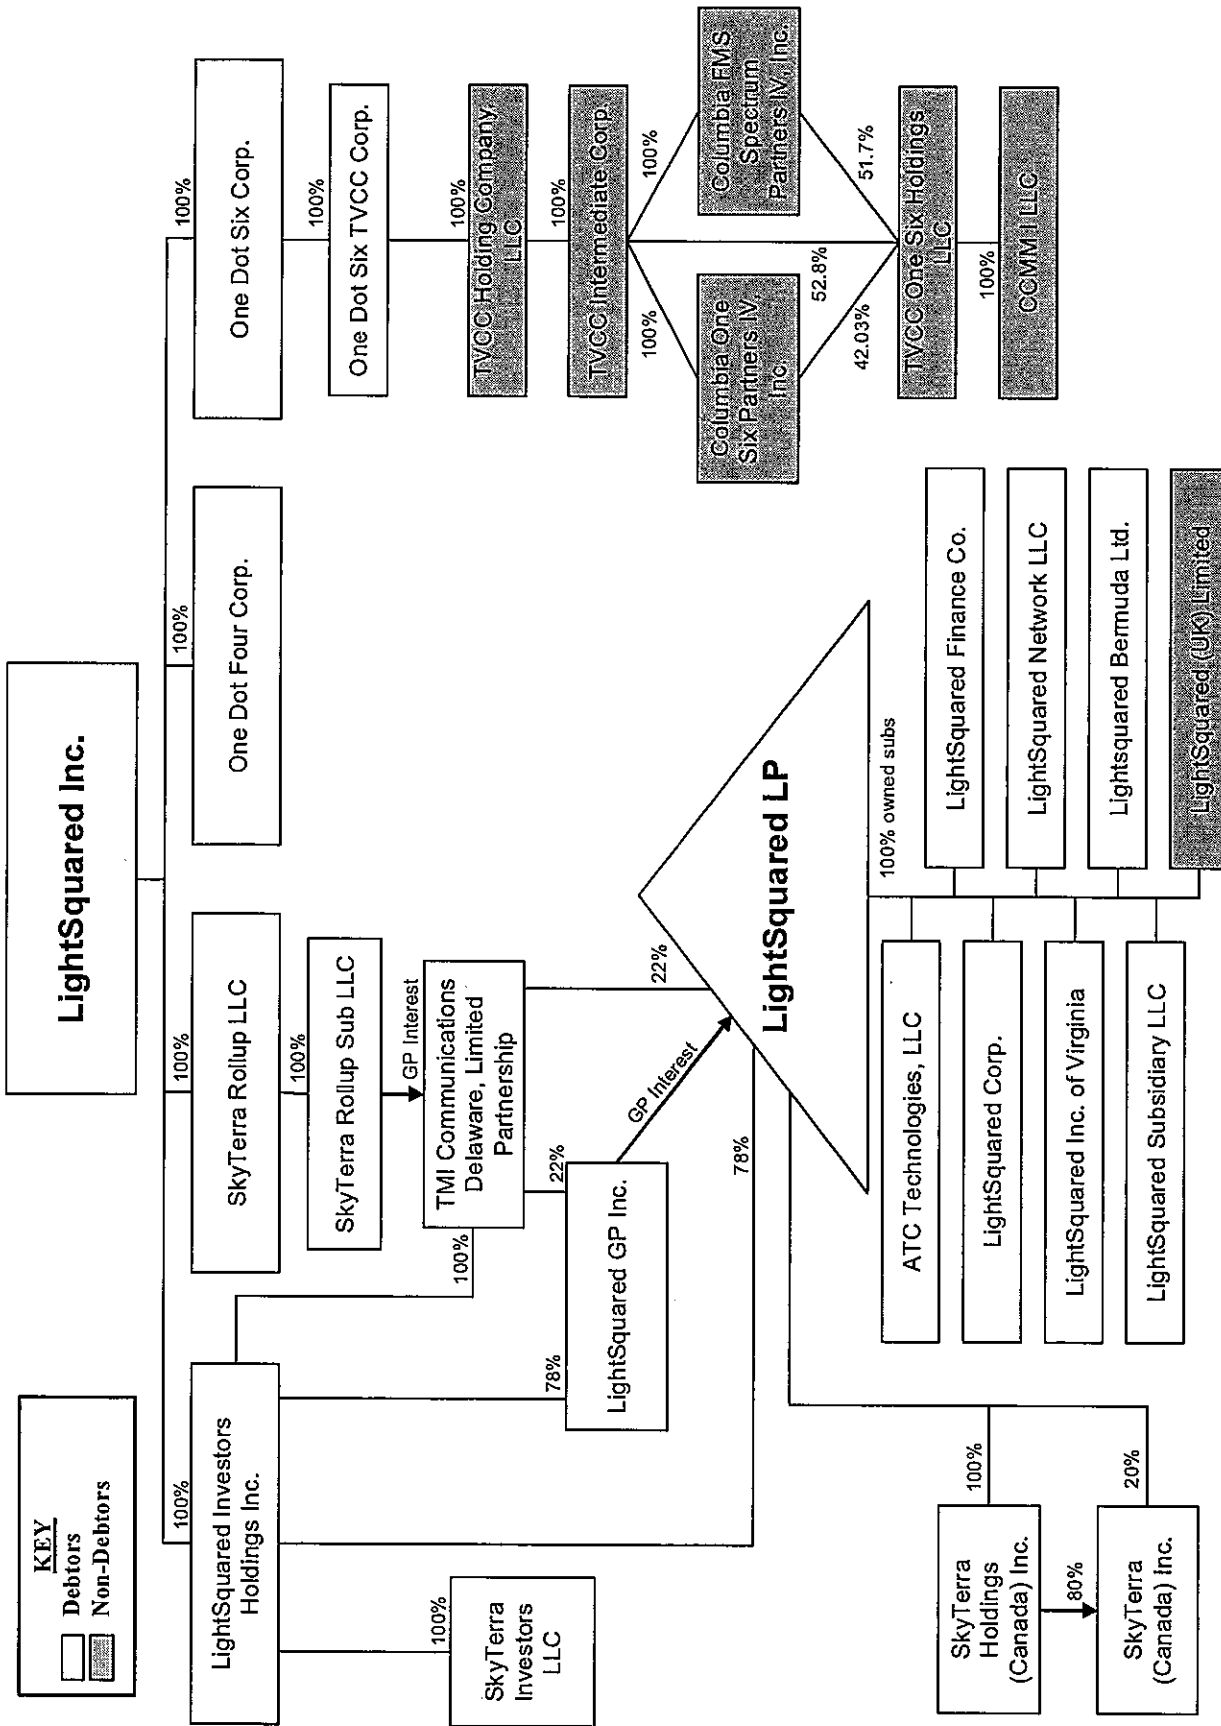 LightSquared Inc.
KEY
Debtors
Non-Debtors
100%
LightSquared Investors
Holdings Inc.
100%
SkyTerra Rollup LLC
100%
One Dot Four Corp.
100%
One Dot Six Corp.
100%
SkyTerra Rollup Sub LLC
GP Interest
100%
TMI Communications
Delaware, Limited
Partnership
100%
SkyTerra
Investors
LLC
78%
22%
LightSquared GP Inc.
GP Interest
22%
78%
LightSquared LP
100%
One Dot Six TVCC Corp.
100%
TVCC Holding Company,
LLC
100%
TVCC Intermediate Corp.
100%
100%
Columbia One
Six Partners IV,
Inc.
Columbia FMS
Spectrum
Partners IV, Inc.
42.03%
52.8%
51.7%
TVCC One Six Holdings
LLC
100%
COMM I LLC
100%
SkyTerra
Holdings
(Canada) Inc.
80%
20%
SkyTerra
(Canada) Inc.
100% owned subs
ATC Technologies, LLC
LightSquared Finance Co.
LightSquared Corp.
LightSquared Network LLC
LightSquared Inc. of Virginia
Lightsquared Bermuda Ltd.
LightSquared Subsidiary LLC
LightSquared (UK) Limited